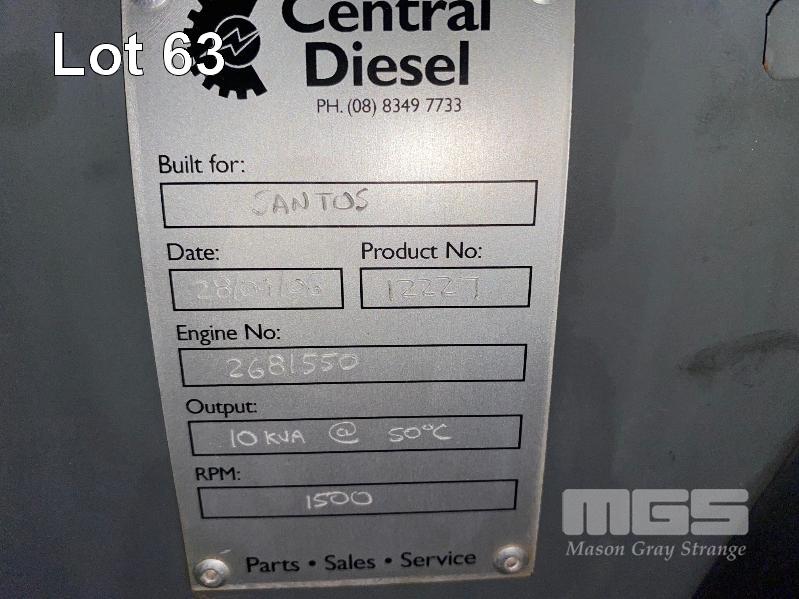 Lot 63
Central
Diesel
PH. (08) 8349 7733
Built for:
SANTOS
Date: Product No:
12227
Engine No:
2681550
Output:
10 KVA @ 50°C
RPM:
1500
Parts • Sales • Service
MGS
Mason Gray Strange